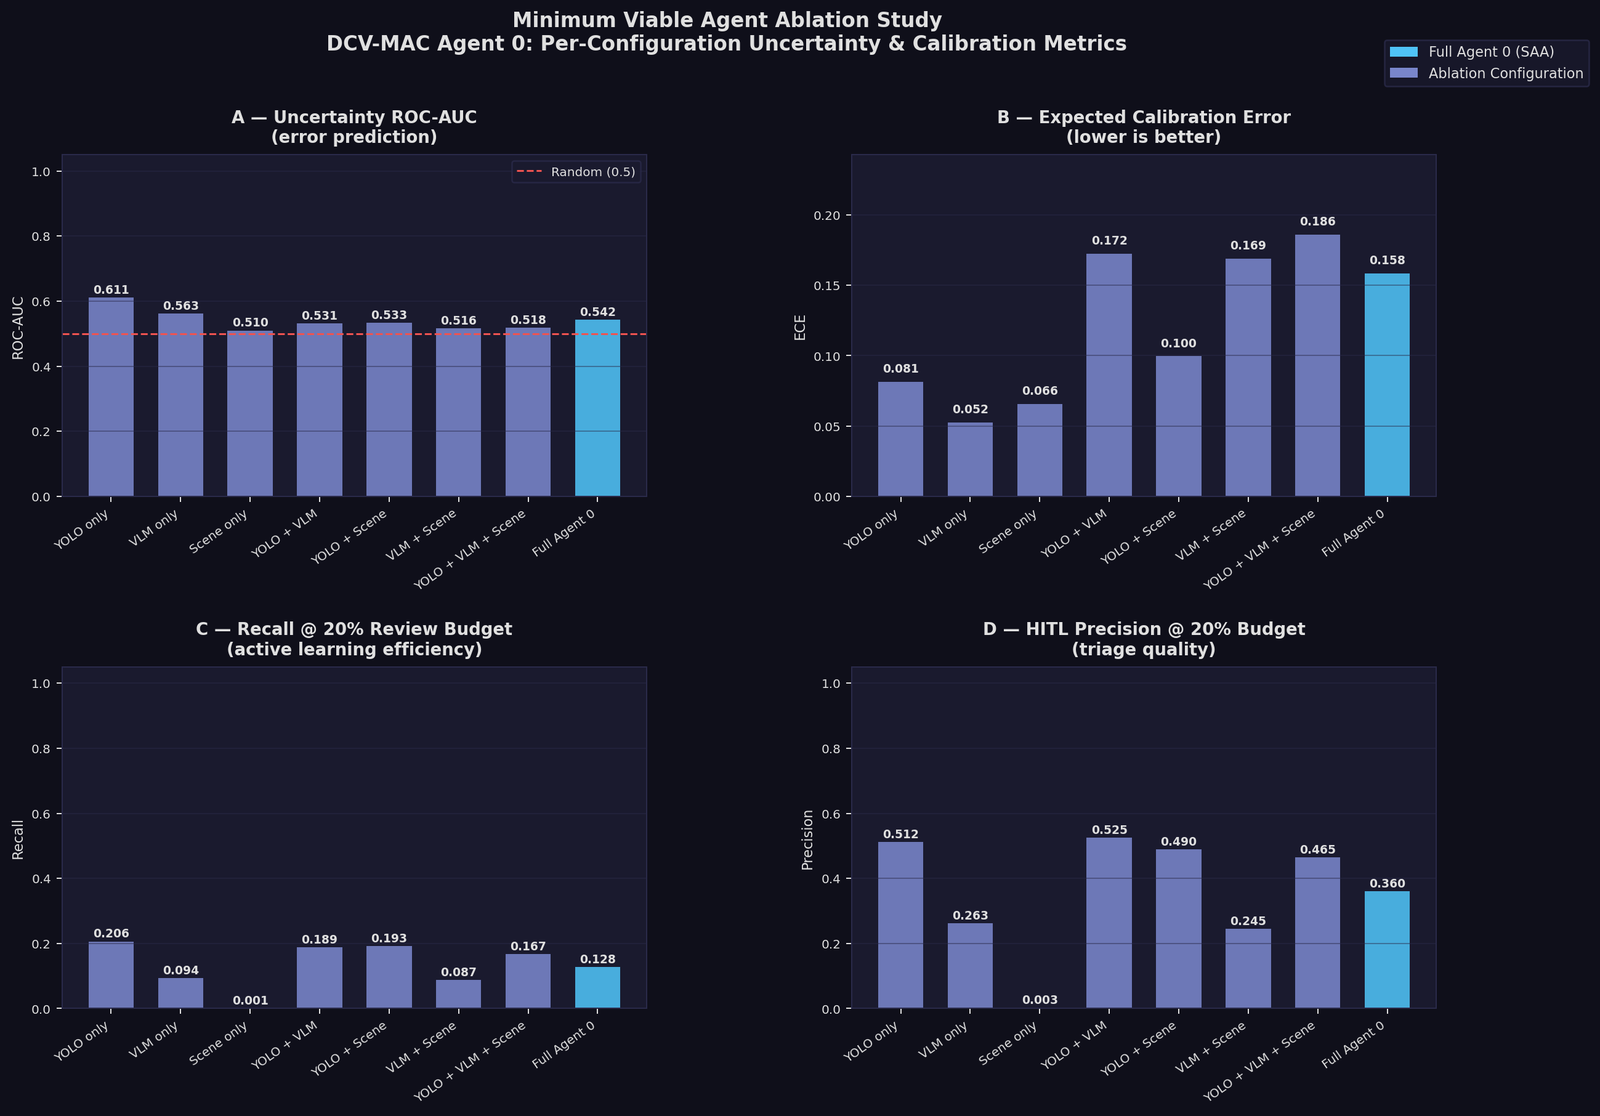 Minimum Viable Agent Ablation Study
DCV-MAC Agent 0: Per-Configuration Uncertainty & Calibration Metrics
Full Agent 0 (SAA)
Ablation Configuration
A — Uncertainty ROC-AUC
(error prediction)
Random (0.5)
ROC-AUC
1.0
0.8
0.6
0.4
0.2
0.0
0.611
0.563
0.510
0.531
0.533
0.516
0.518
0.542
YOLO only
VLM only
Scene only
YOLO + VLM
YOLO + Scene
VLM + Scene
YOLO + VLM + Scene
Full Agent 0
B — Expected Calibration Error
(lower is better)
ECE
0.20
0.15
0.10
0.05
0.00
0.081
0.052
0.066
0.172
0.100
0.169
0.186
0.158
YOLO only
VLM only
Scene only
YOLO + VLM
YOLO + Scene
VLM + Scene
YOLO + VLM + Scene
Full Agent 0
C — Recall @ 20% Review Budget
(active learning efficiency)
Recall
1.0
0.8
0.6
0.4
0.2
0.0
0.206
0.094
0.001
0.189
0.193
0.087
0.167
0.128
YOLO only
VLM only
Scene only
YOLO + VLM
YOLO + Scene
VLM + Scene
YOLO + VLM + Scene
Full Agent 0
D — HITL Precision @ 20% Budget
(triage quality)
Precision
1.0
0.8
0.6
0.4
0.2
0.0
0.512
0.263
0.003
0.525
0.490
0.245
0.465
0.360
YOLO only
VLM only
Scene only
YOLO + VLM
YOLO + Scene
VLM + Scene
YOLO + VLM + Scene
Full Agent 0